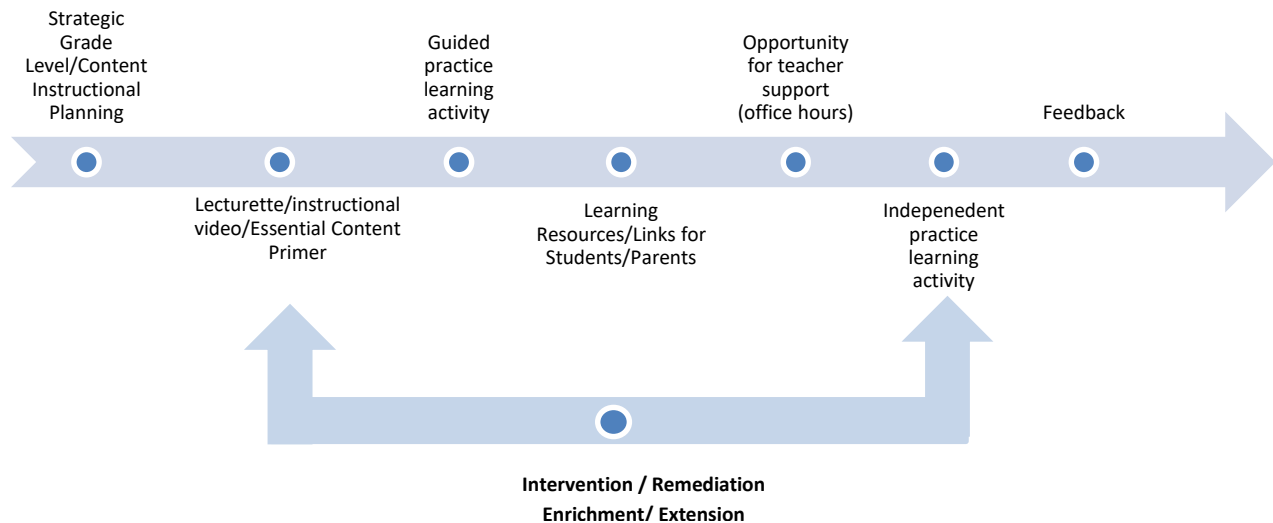 Strategic
Grade
Level/Content
Instructional
Planning
Lecturette/instructional
video/Essential Content
Primer
Guided
practice
learning
activity
Learning
Resources/Links for
Students/Parents
Opportunity
for teacher
support
(office hours)
Indepenedent
practice
learning
activity
Feedback
Intervention / Remediation
Enrichment/ Extension